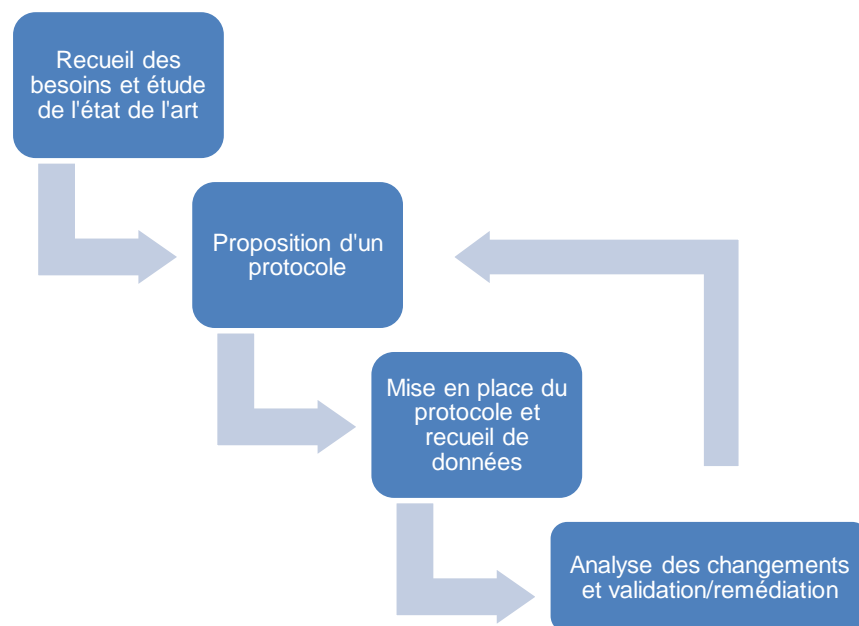 Recueil des
besoins et étude
de l'état de l'art
Proposition d'un
protocole
Mise en place du
protocole et
recueil de
données
Analyse des changements
et validation/remédiation